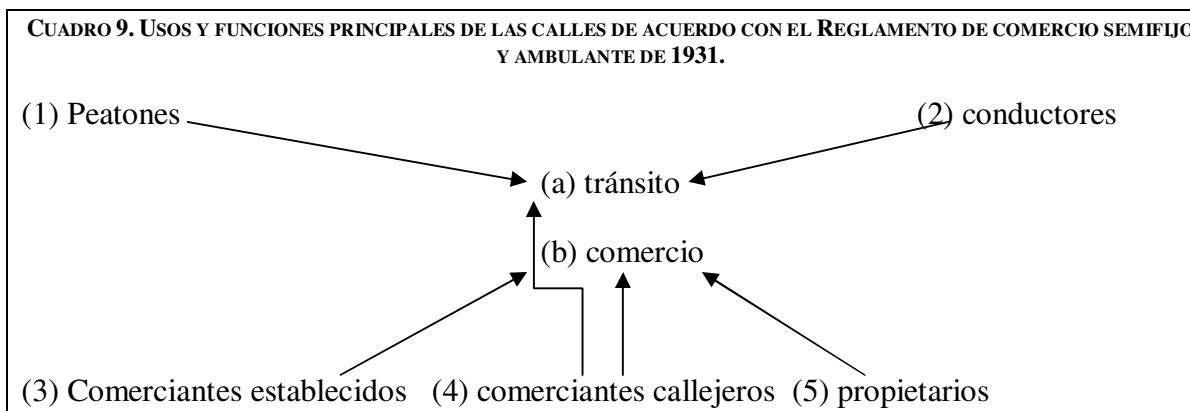 CUADRO 9. USOS Y FUNCIONES PRINCIPALES DE LAS CALLES DE ACUERDO CON EL REGLAMENTO DE COMERCIO SEMIFIJO
Y AMBULANTE DE 1931.
(1) Peatones (2) conductores
(a) tránsito
(b) comercio
(3) Comerciantes establecidos (4) comerciantes callejeros (5) propietarios